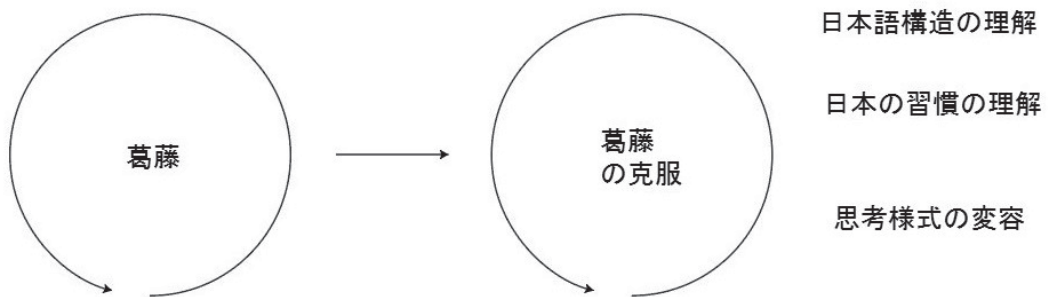 葛藤
葛藤
の克服
日本語構造の理解
日本の習慣の理解
思考様式の変容